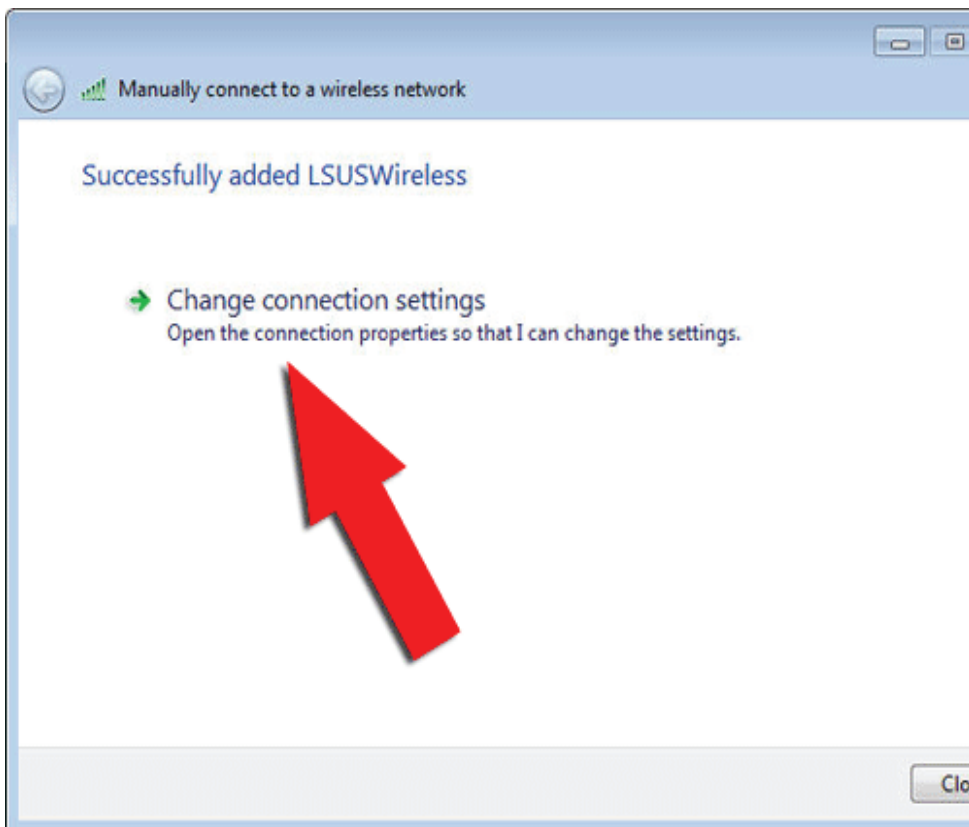 Manually connect to a wireless network
Successfully added LSUSWireless
Change connection settings
Open the connection properties so that I can change the settings.
Clo